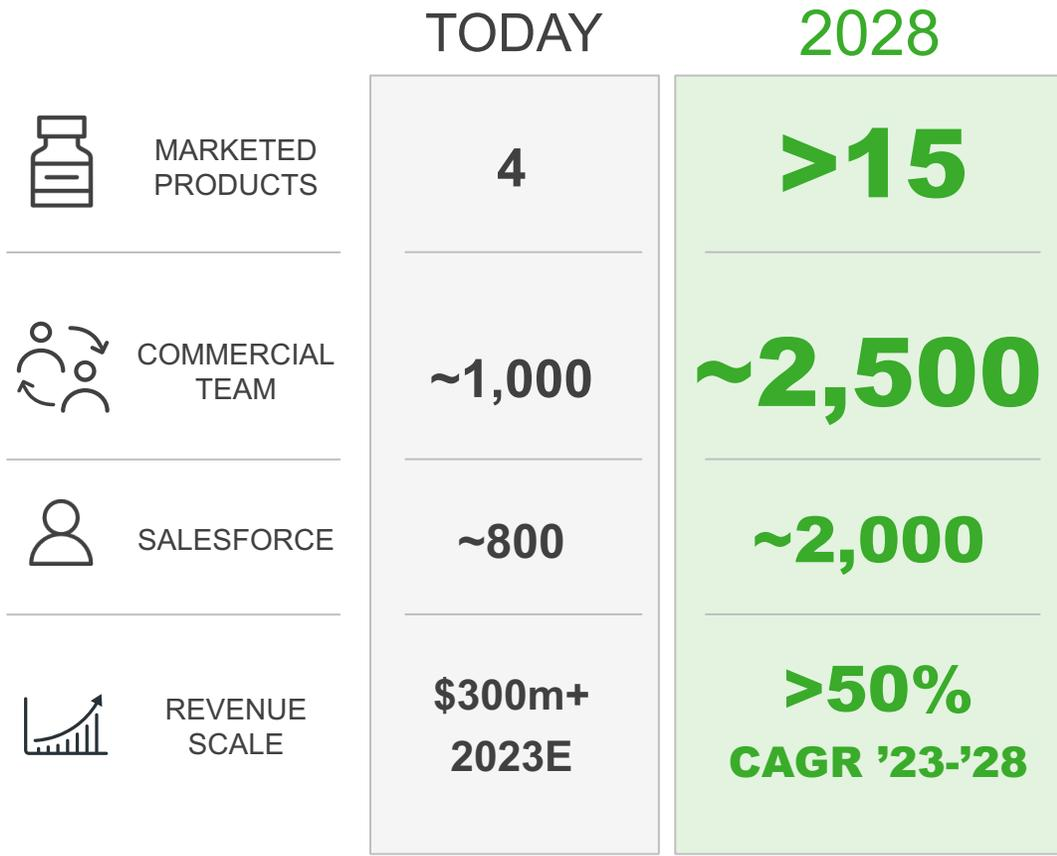 TODAY
2028
MARKETED
PRODUCTS
4
>15
COMMERCIAL
TEAM
~1,000
~2,500
SALESFORCE
~800
~2,000
REVENUE
SCALE
$300m+
2023E
>50%
CAGR ’23-’28